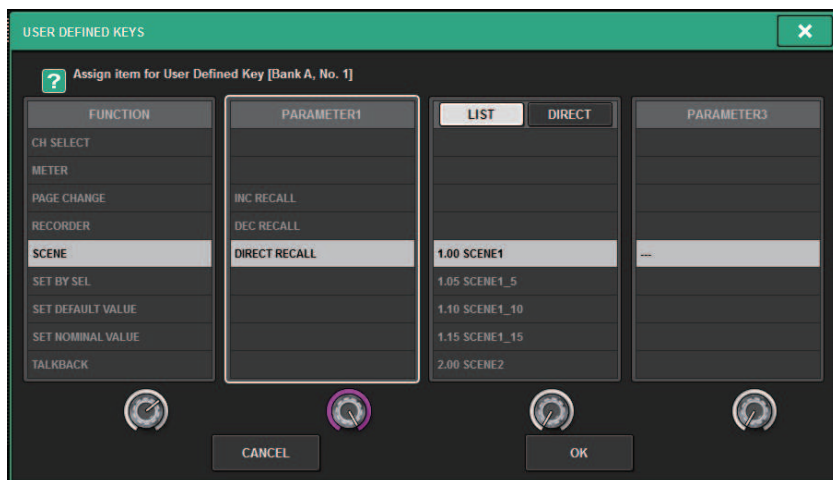 USER DEFINED KEYS
×
? Assign item for User Defined Key [Bank A, No. 1]
FUNCTION PARAMETER1 LIST DIRECT PARAMETER3
CH SELECT
METER
PAGE CHANGE INC RECALL
RECORDER DEC RECALL
SCENE DIRECT RECALL 1.00 SCENE1 ---
SET BY SEL 1.05 SCENE1_5
SET DEFAULT VALUE 1.10 SCENE1_10
SET NOMINAL VALUE 1.15 SCENE1_15
TALKBACK 2.00 SCENE2
CANCEL OK